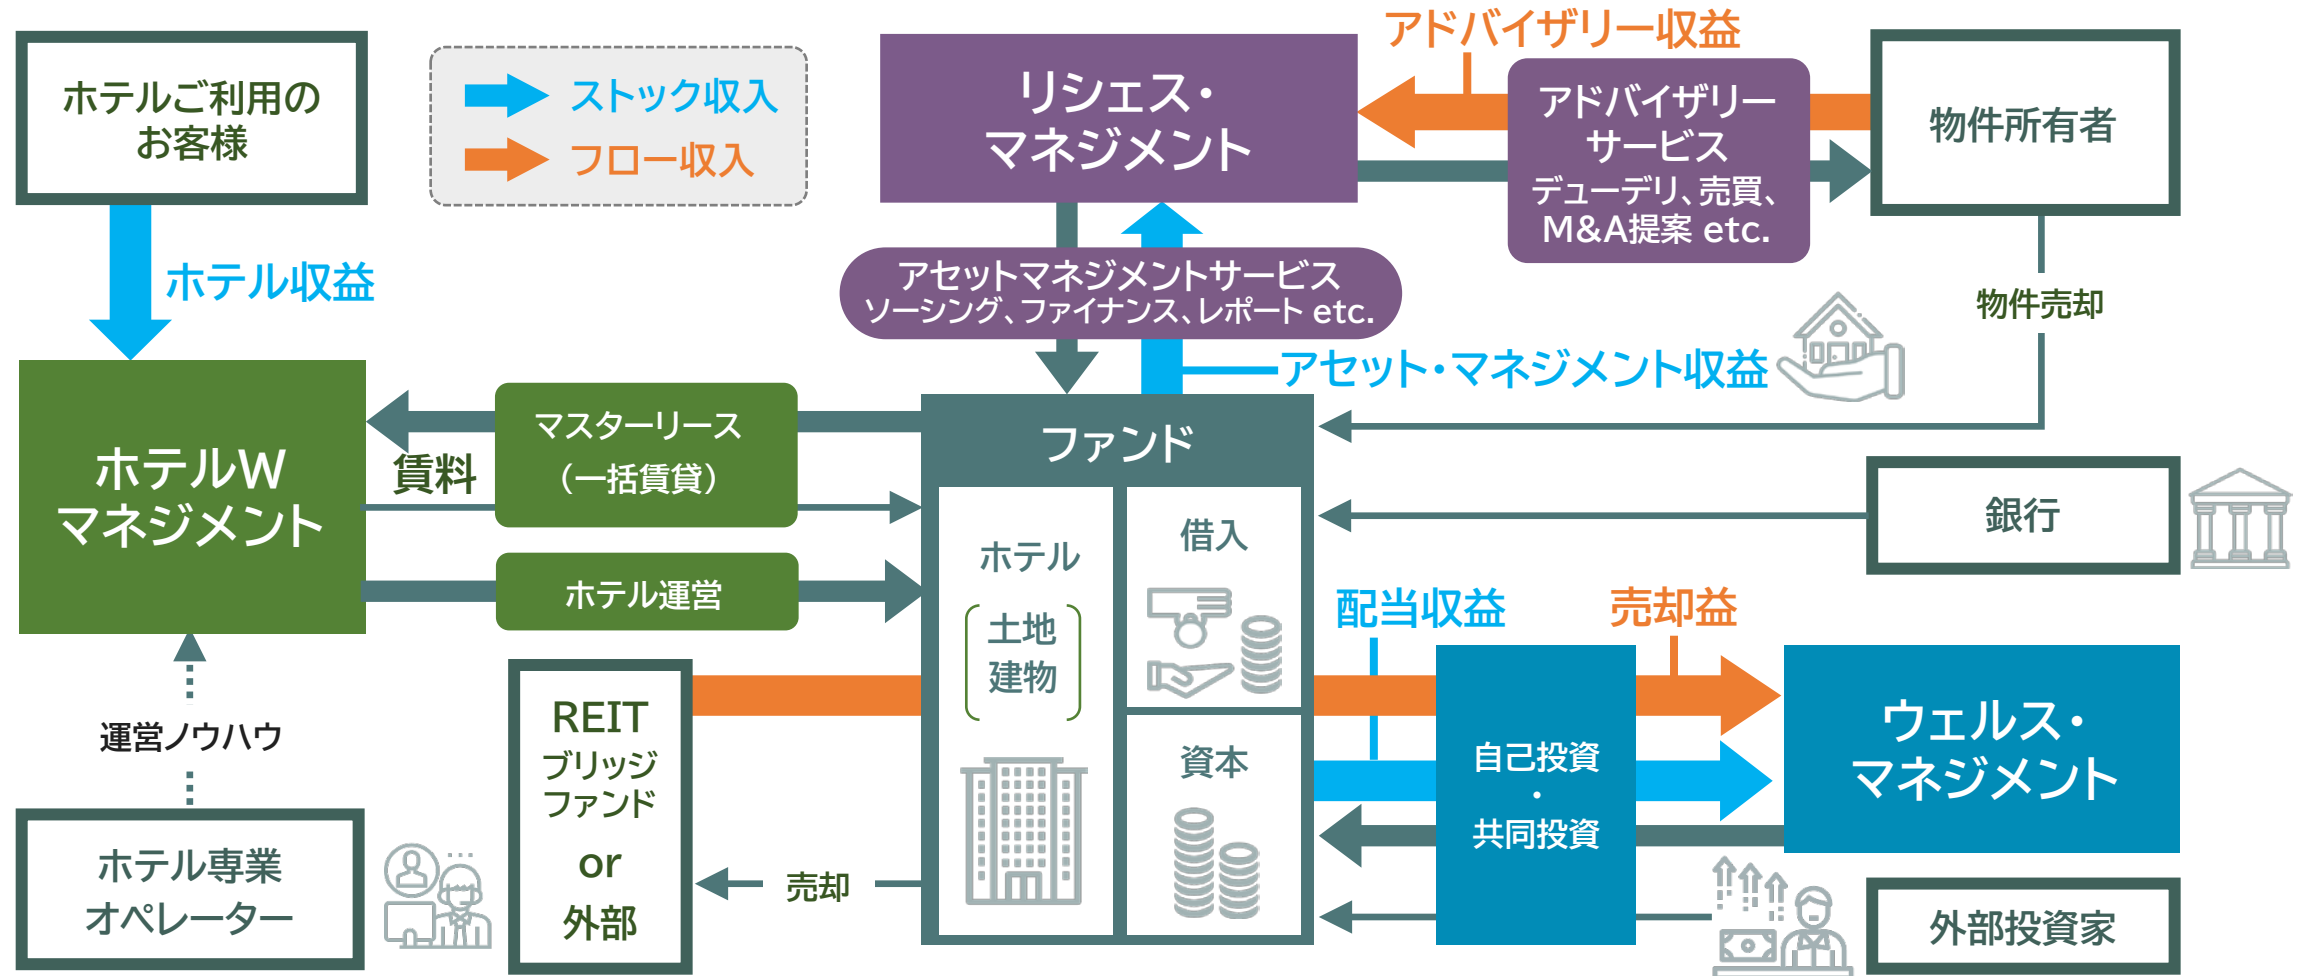 ホテルご利用の
お客様
ストック収入
フロー収入
リシェス・
マネジメント
アドバイザリー収益
アドバイザリー
サービス
デューデリ、売買、
M&A提案 etc.
物件所有者
ホテル収益
アセットマネジメントサービス
ソーシング、ファイナンス、レポート etc.
アセット・マネジメント収益
物件売却
ホテルW
マネジメント
マスターリース
（一括賃貸）
賃料
ホテル運営
ファンド
ホテル
土地
建物
借入
資本
銀行
配当収益
売却益
自己投資
・
共同投資
ウェルス・
マネジメント
運営ノウハウ
ホテル専業
オペレーター
REIT
ブリッジ
ファンド
or
外部
売却
外部投資家